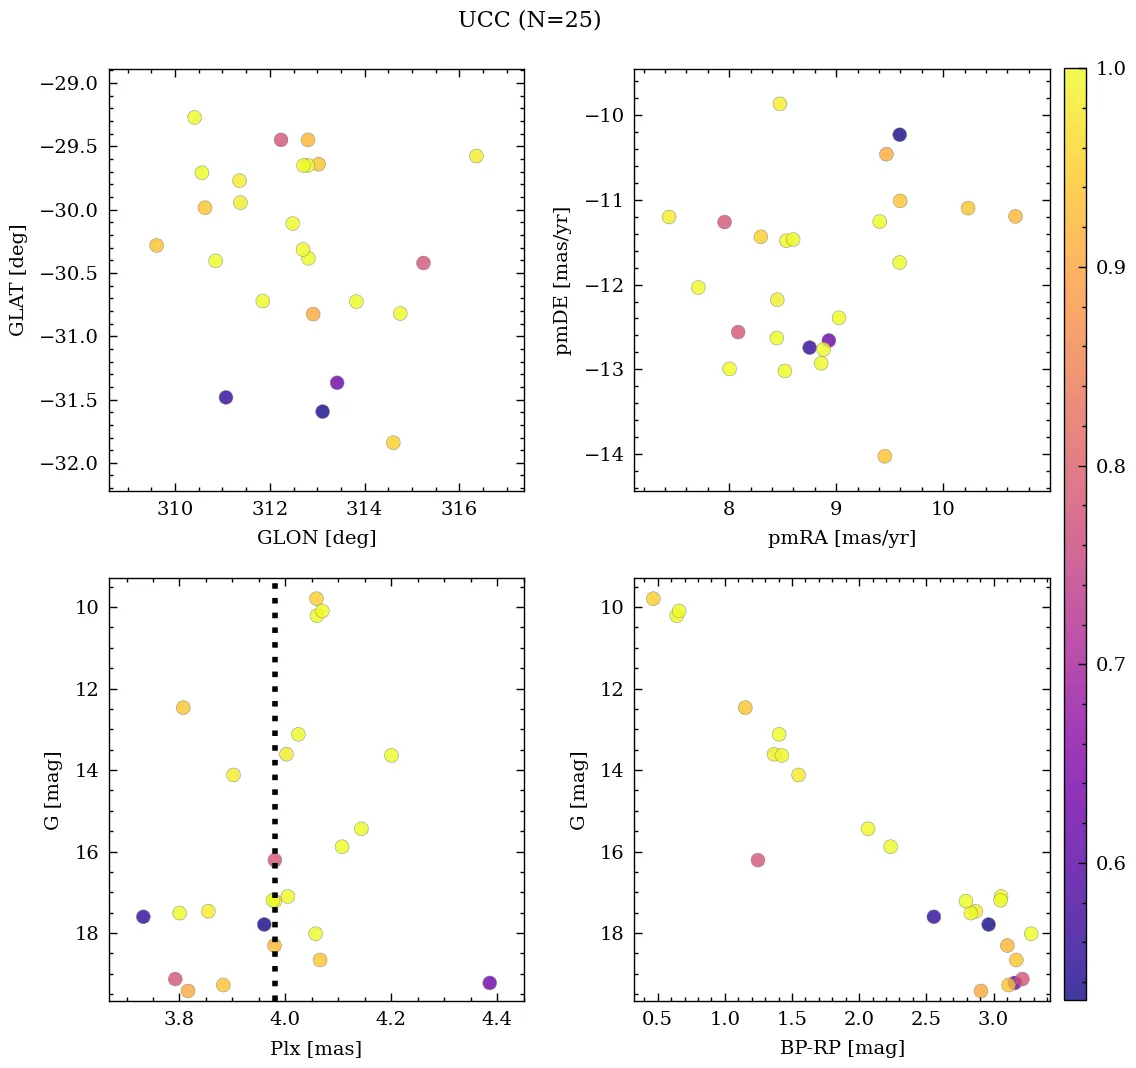 UCC (N=25)
−29.0
−29.5
−30.0
−30.5
−31.0
−31.5
−32.0
GLAT [deg]
310 312 314 316
GLON [deg]
−10
−11
−12
−13
−14
pmDE [mas/yr]
8 9 10
pmRA [mas/yr]
1.0
0.9
0.8
0.7
0.6
10
12
14
16
18
G [mag]
3.8 4.0 4.2 4.4
Plx [mas]
10
12
14
16
18
G [mag]
0.5 1.0 1.5 2.0 2.5 3.0
BP-RP [mag]